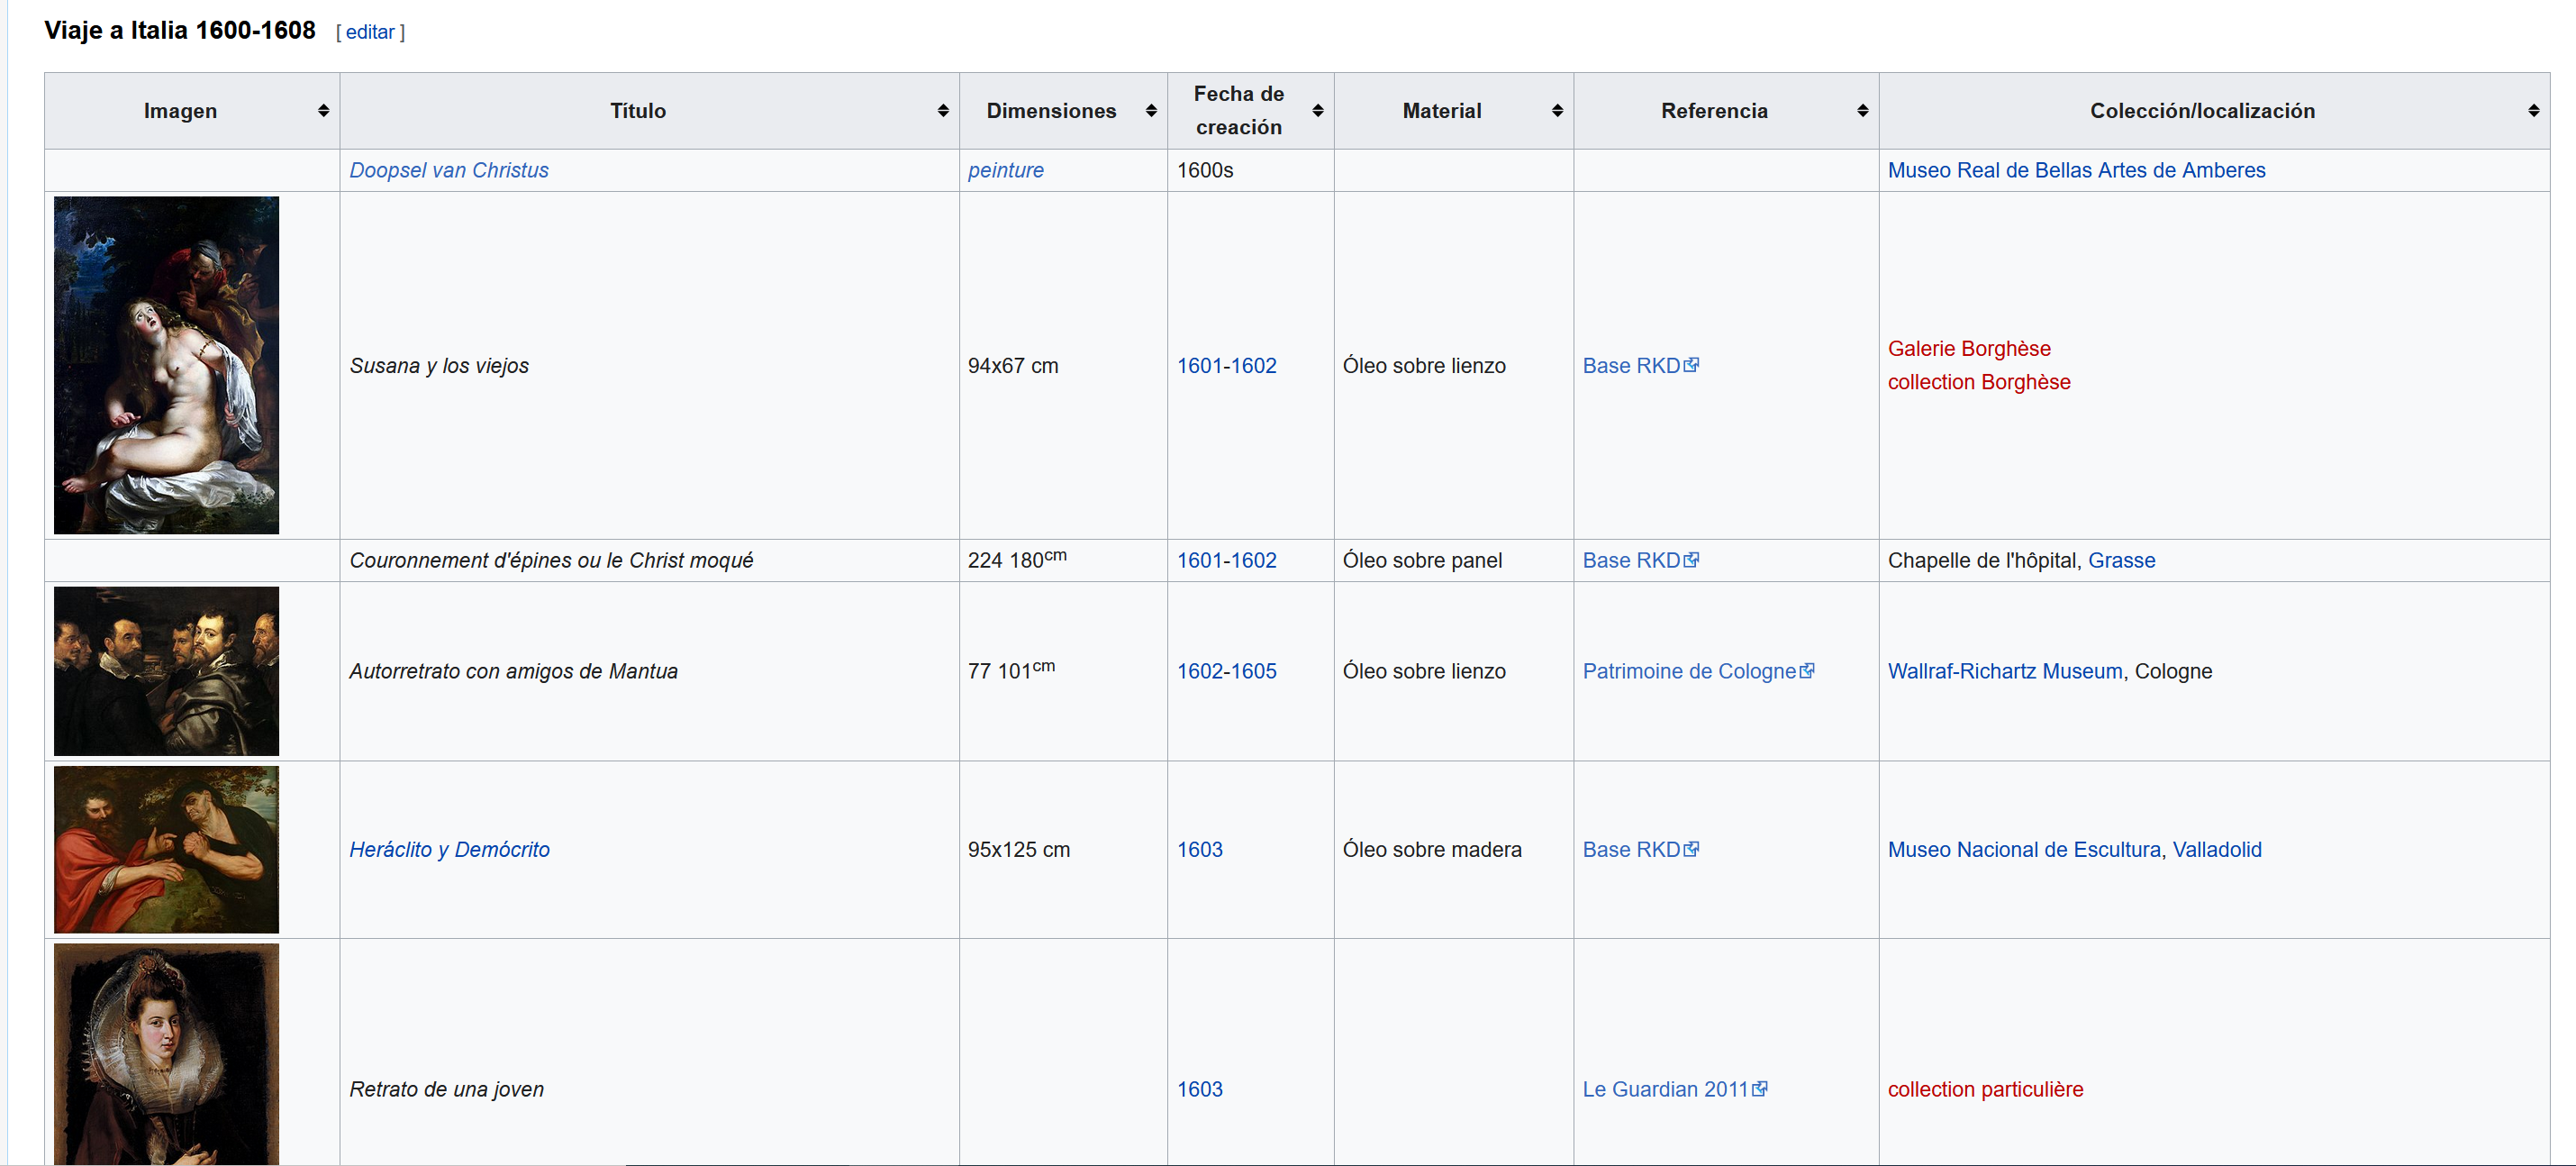 Viaje a Italia 1600-1608 [ editar ]
Imagen Título Dimensiones Fecha de creación Material Referencia Colección/localización
Doopsel van Christus peinture 1600s Museo Real de Bellas Artes de Amberes
Susana y los viejos 94x67 cm 1601-1602 Óleo sobre lienzo Base RKD Galerie Borghèse
collection Borghèse
Couronnement d'épines ou le Christ moqué 224 180cm 1601-1602 Óleo sobre panel Base RKD Chapelle de l'hôpital, Grasse
Autorretrato con amigos de Mantua 77 101cm 1602-1605 Óleo sobre lienzo Patrimoine de Cologne Wallraf-Richartz Museum, Cologne
Heráclito y Demócrito 95x125 cm 1603 Óleo sobre madera Base RKD Museo Nacional de Escultura, Valladolid
Retrato de una joven 1603 Le Guardian 2011 collection particulière